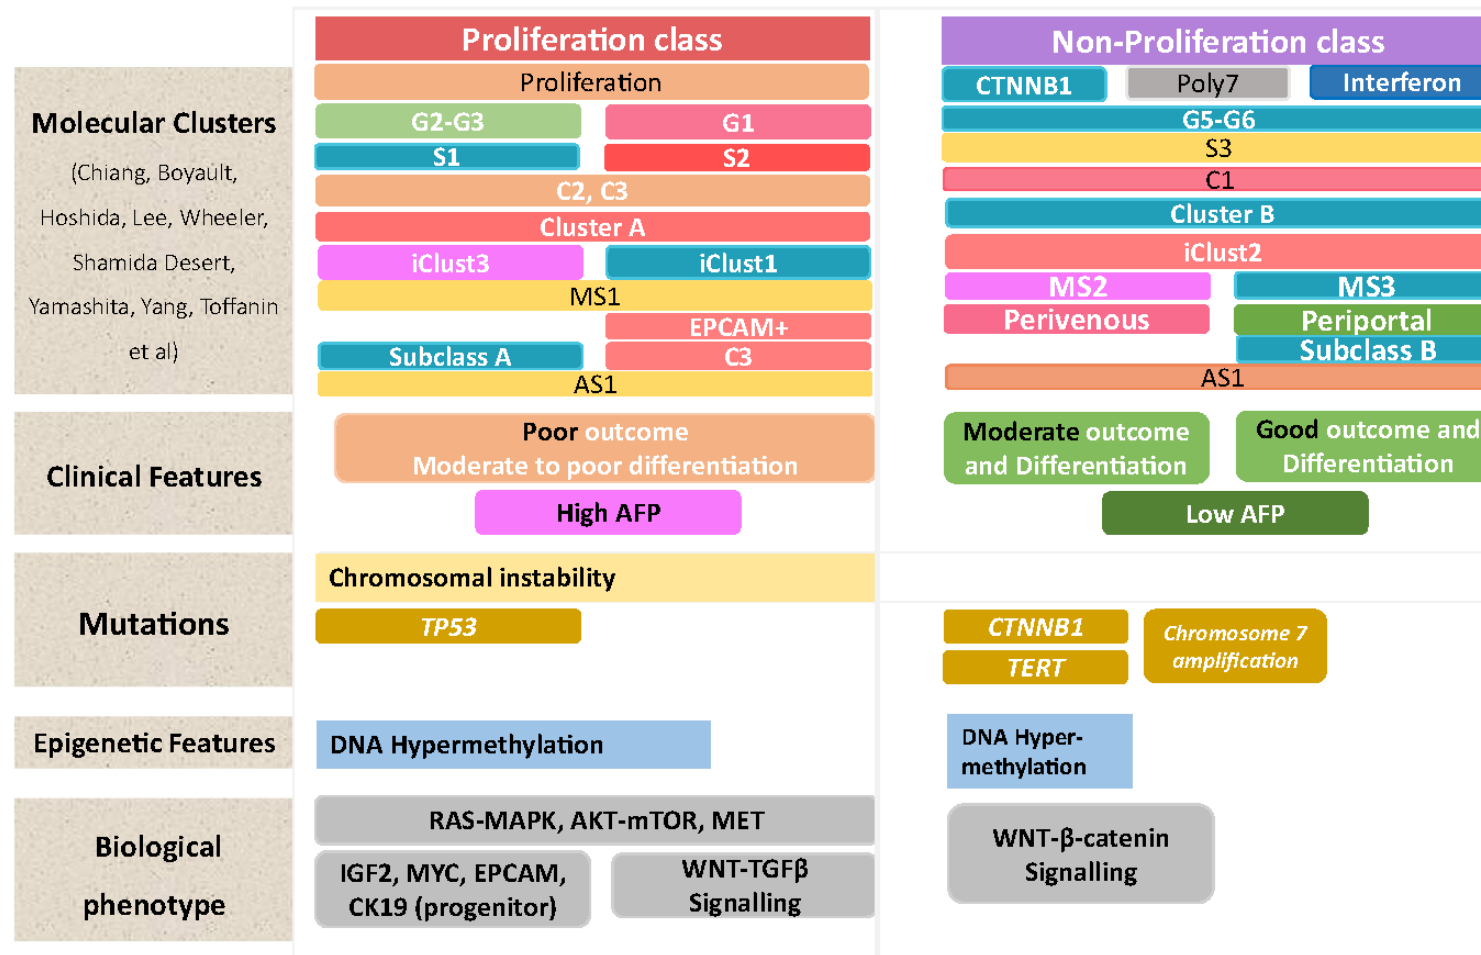 Proliferation class
Non-Proliferation class
Molecular Clusters
(Chiang, Boyault,
Hoshida, Lee, Wheeler,
Shamida Desert,
Yamashita, Yang, Toffanin
et al)
Proliferation
G2-G3
G1
S1
S2
C2, C3
Cluster A
iClust3
iClust1
MS1
EPCAM+
Subclass A
C3
AS1
CTNNB1
Poly7
Interferon
G5-G6
S3
C1
Cluster B
iClust2
MS2
MS3
Perivenous
Periportal
Subclass B
AS1
Clinical Features
Poor outcome
Moderate to poor differentiation
High AFP
Moderate outcome
and Differentiation
Good outcome and
Differentiation
Low AFP
Mutations
Chromosomal instability
TP53
CTNNB1
TERT
Chromosome 7
amplification
Epigenetic Features
DNA Hypermethylation
DNA Hyper-
methylation
Biological
phenotype
RAS-MAPK, AKT-mTOR, MET
IGF2, MYC, EPCAM,
CK19 (progenitor)
WNT-TGFβ
Signalling
WNT-β-catenin
Signalling